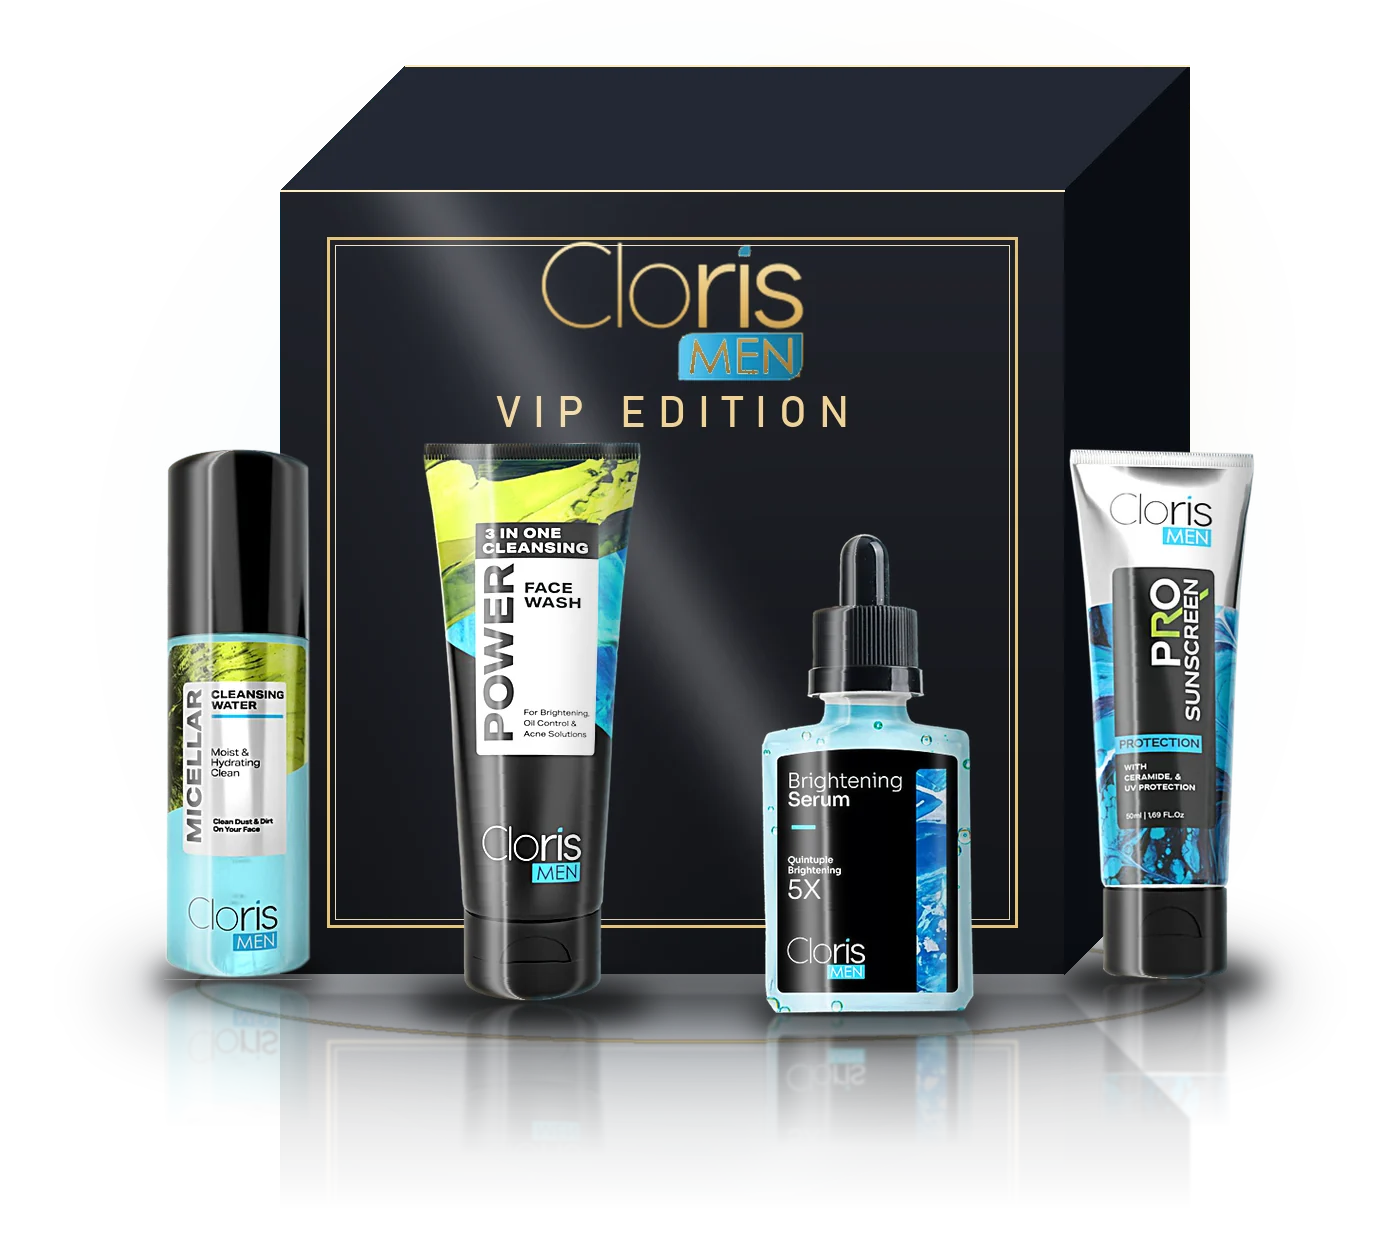 Cloris
MEN
VIP EDITION
MICELLAR
CLEANSING
WATER
Moist &
Hydrating
Clean
Clean Dust & Dirt
On Your Face
Cloris
MEN
3 IN ONE
CLEANSING
POWER
FACE
WASH
For Brightening,
Oil Control &
Acne Solutions
Cloris
MEN
Brightening
Serum
Quintuple
Brightening
5X
Cloris
MEN
Cloris
MEN
PRO
SUNSCREEN
PROTECTION
WITH
CERAMIDE, &
UV PROTECTION
50ml | 1,69 FL.Oz